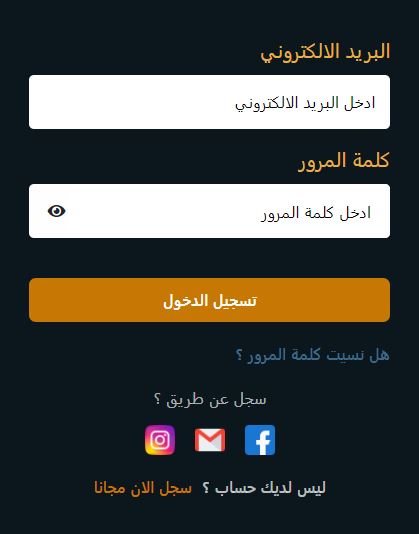 البريد الالكتروني
ادخل البريد الالكتروني
كلمة المرور
ادخل كلمة المرور
تسجيل الدخول
هل نسيت كلمة المرور ؟
سجل عن طريق ؟
ليس لديك حساب ؟ سجل الان مجانا